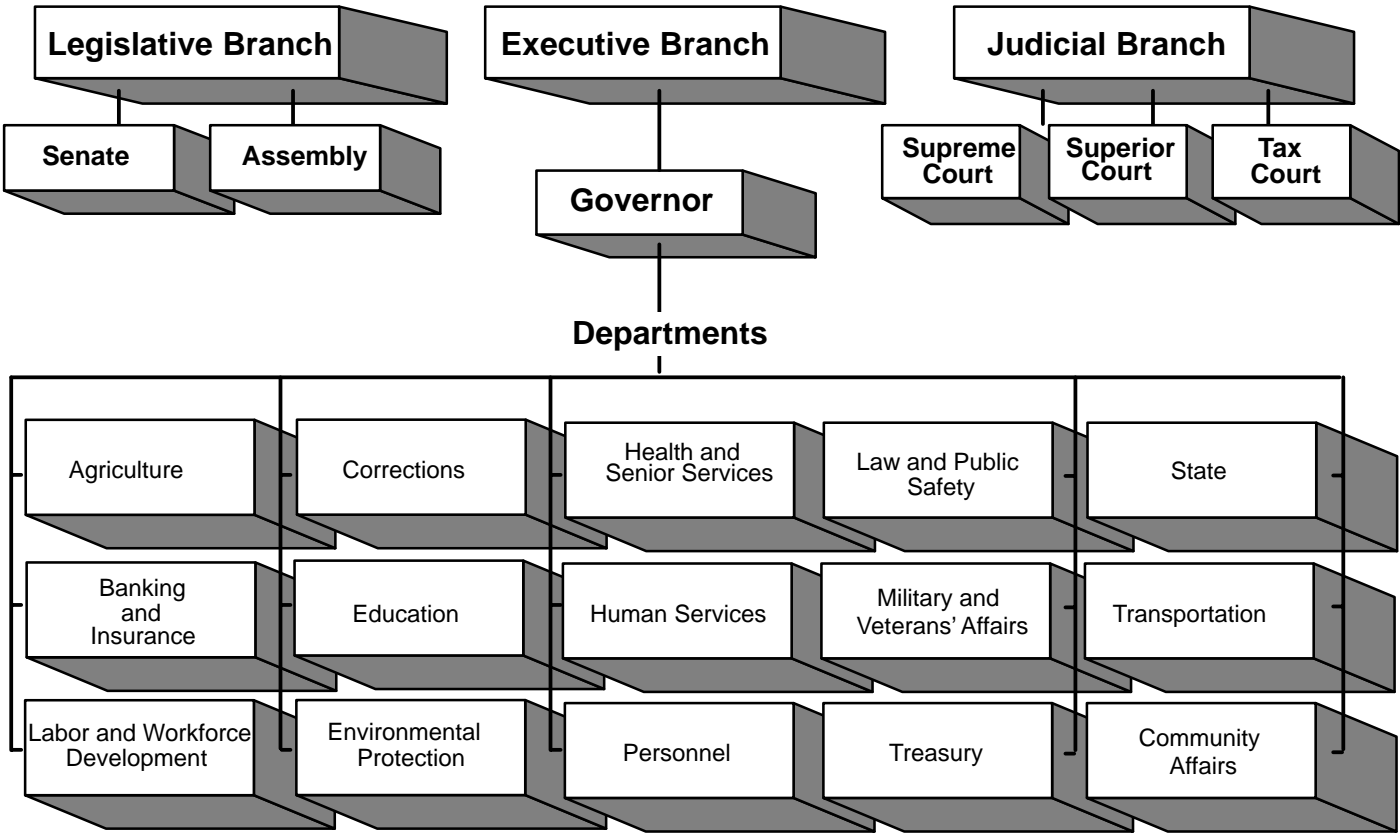 Legislative Branch
Executive Branch
Judicial Branch
Senate
Assembly
Supreme
Court
Superior
Court
Tax
Court
Governor
Departments
Agriculture
Corrections
Health and
Senior Services
Law and Public
Safety
State
Banking
and
Insurance
Education
Human Services
Military and
Veterans’ Affairs
Transportation
Labor and Workforce
Development
Environmental
Protection
Personnel
Treasury
Community
Affairs